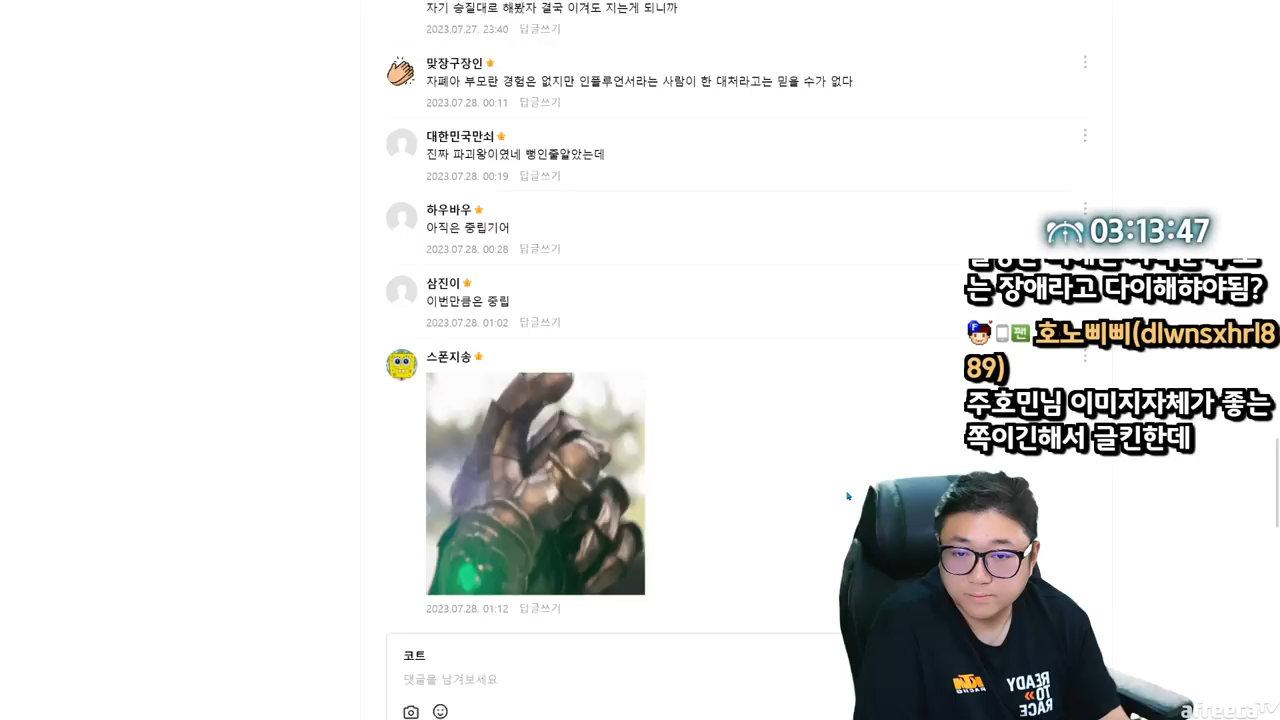 자기 승질대로 해봤자 결국 이겨도 지는게 되니까
2023.07.27. 23:40 답글쓰기
맞장구장인
자폐아 부모란 경험은 없지만 인플루언서라는 사람이 한 대처라고는 믿을 수가 없다
2023.07.28. 00:11 답글쓰기
대한민국만쇠
진짜 파괴왕이였네 뻥인줄알았는데
2023.07.28. 00:19 답글쓰기
하우바우
아직은 중립기어
2023.07.28. 00:28 답글쓰기
삼진이
이번만큼은 중립
2023.07.28. 01:02 답글쓰기
스폰지송
2023.07.28. 01:12 답글쓰기
코트
댓글을 남겨보세요
03:13:47
는 장애라고 다이해햐야됨?
F 팬 호노삐삐(dlwnsxhrl8
89)
주호민님 이미지자체가 좋는
쪽이긴해서 글킨한데
KTM
RACING
READY
TO
RACE
afreecaTV